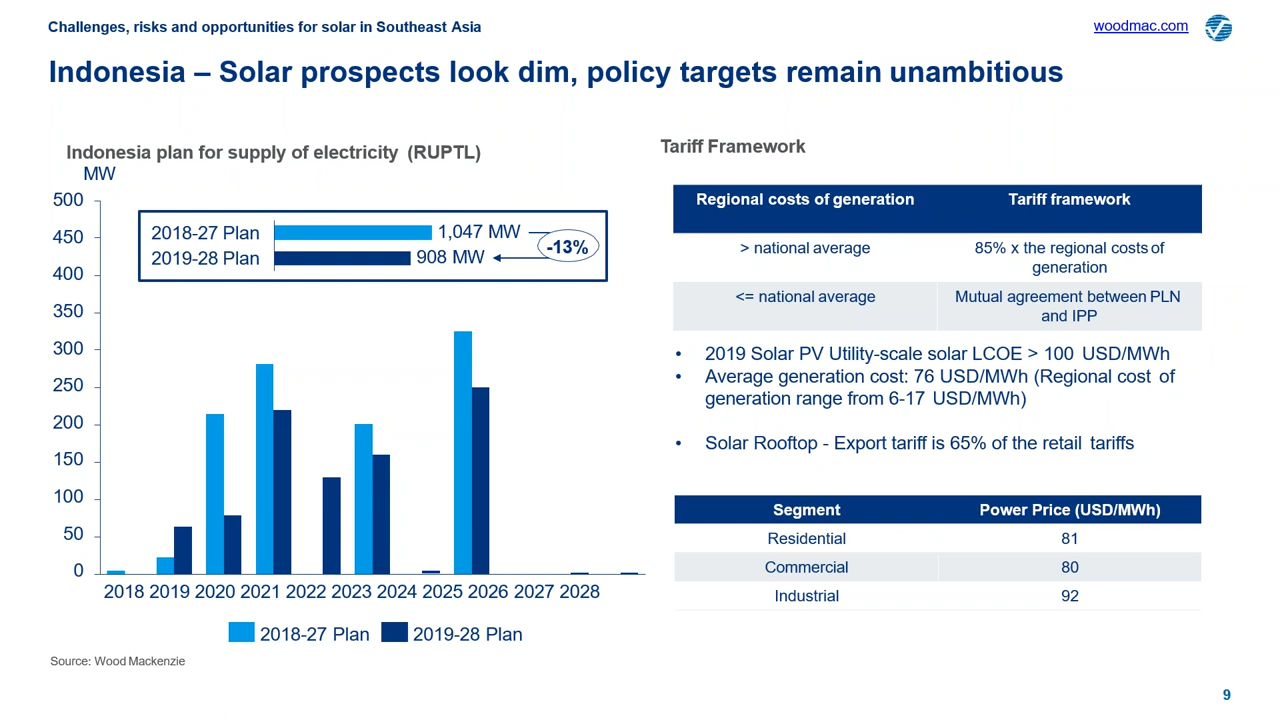 Challenges, risks and opportunities for solar in Southeast Asia
woodmac.com
Indonesia – Solar prospects look dim, policy targets remain unambitious
Indonesia plan for supply of electricity (RUPTL)
MW
500
450
400
350
300
250
200
150
100
50
0
2018-27 Plan
1,047 MW
2019-28 Plan
908 MW
-13%
2018 2019 2020 2021 2022 2023 2024 2025 2026 2027 2028
2018-27 Plan
2019-28 Plan
Tariff Framework
Regional costs of generation
Tariff framework
> national average
85% x the regional costs of
generation
<= national average
Mutual agreement between PLN
and IPP
• 2019 Solar PV Utility-scale solar LCOE > 100 USD/MWh
• Average generation cost: 76 USD/MWh (Regional cost of
generation range from 6-17 USD/MWh)
• Solar Rooftop - Export tariff is 65% of the retail tariffs
Segment
Power Price (USD/MWh)
Residential
81
Commercial
80
Industrial
92
Source: Wood Mackenzie
9